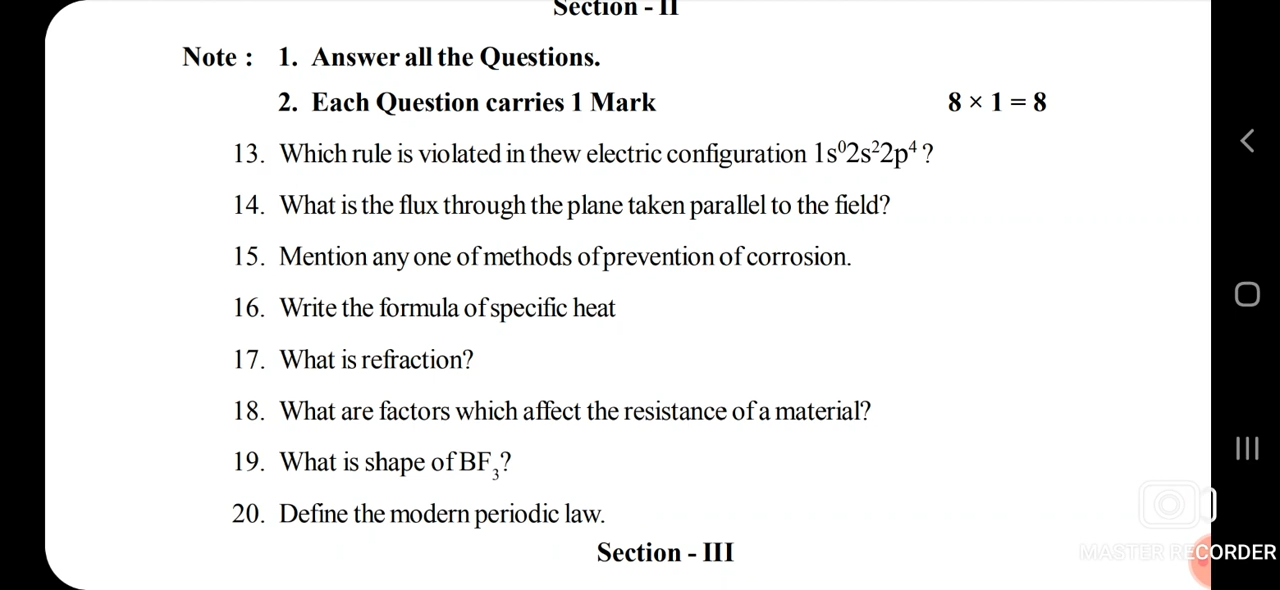 Section - II
Note : 1. Answer all the Questions.
2. Each Question carries 1 Mark 8 × 1 = 8
13. Which rule is violated in thew electric configuration 1s⁰2s²2p⁴ ?
14. What is the flux through the plane taken parallel to the field?
15. Mention any one of methods of prevention of corrosion.
16. Write the formula of specific heat
17. What is refraction?
18. What are factors which affect the resistance of a material?
19. What is shape of BF₃?
20. Define the modern periodic law.
Section - III
MASTER RECORDER